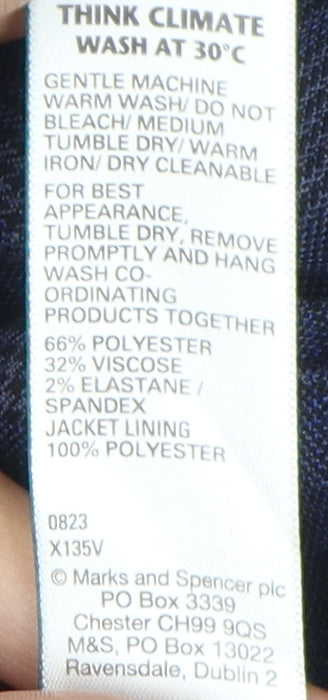 THINK CLIMATE
WASH AT 30°C
GENTLE MACHINE
WARM WASH/ DO NOT
BLEACH/ MEDIUM
TUMBLE DRY/ WARM
IRON/ DRY CLEANABLE
FOR BEST
APPEARANCE,
TUMBLE DRY, REMOVE
PROMPTLY AND HANG
WASH CO-
ORDINATING
PRODUCTS TOGETHER
66% POLYESTER
32% VISCOSE
2% ELASTANE /
SPANDEX
JACKET LINING
100% POLYESTER
0823
X135V
© Marks and Spencer plc
PO Box 3339
Chester CH99 9QS
M&S, PO Box 13022
Ravensdale, Dublin 2